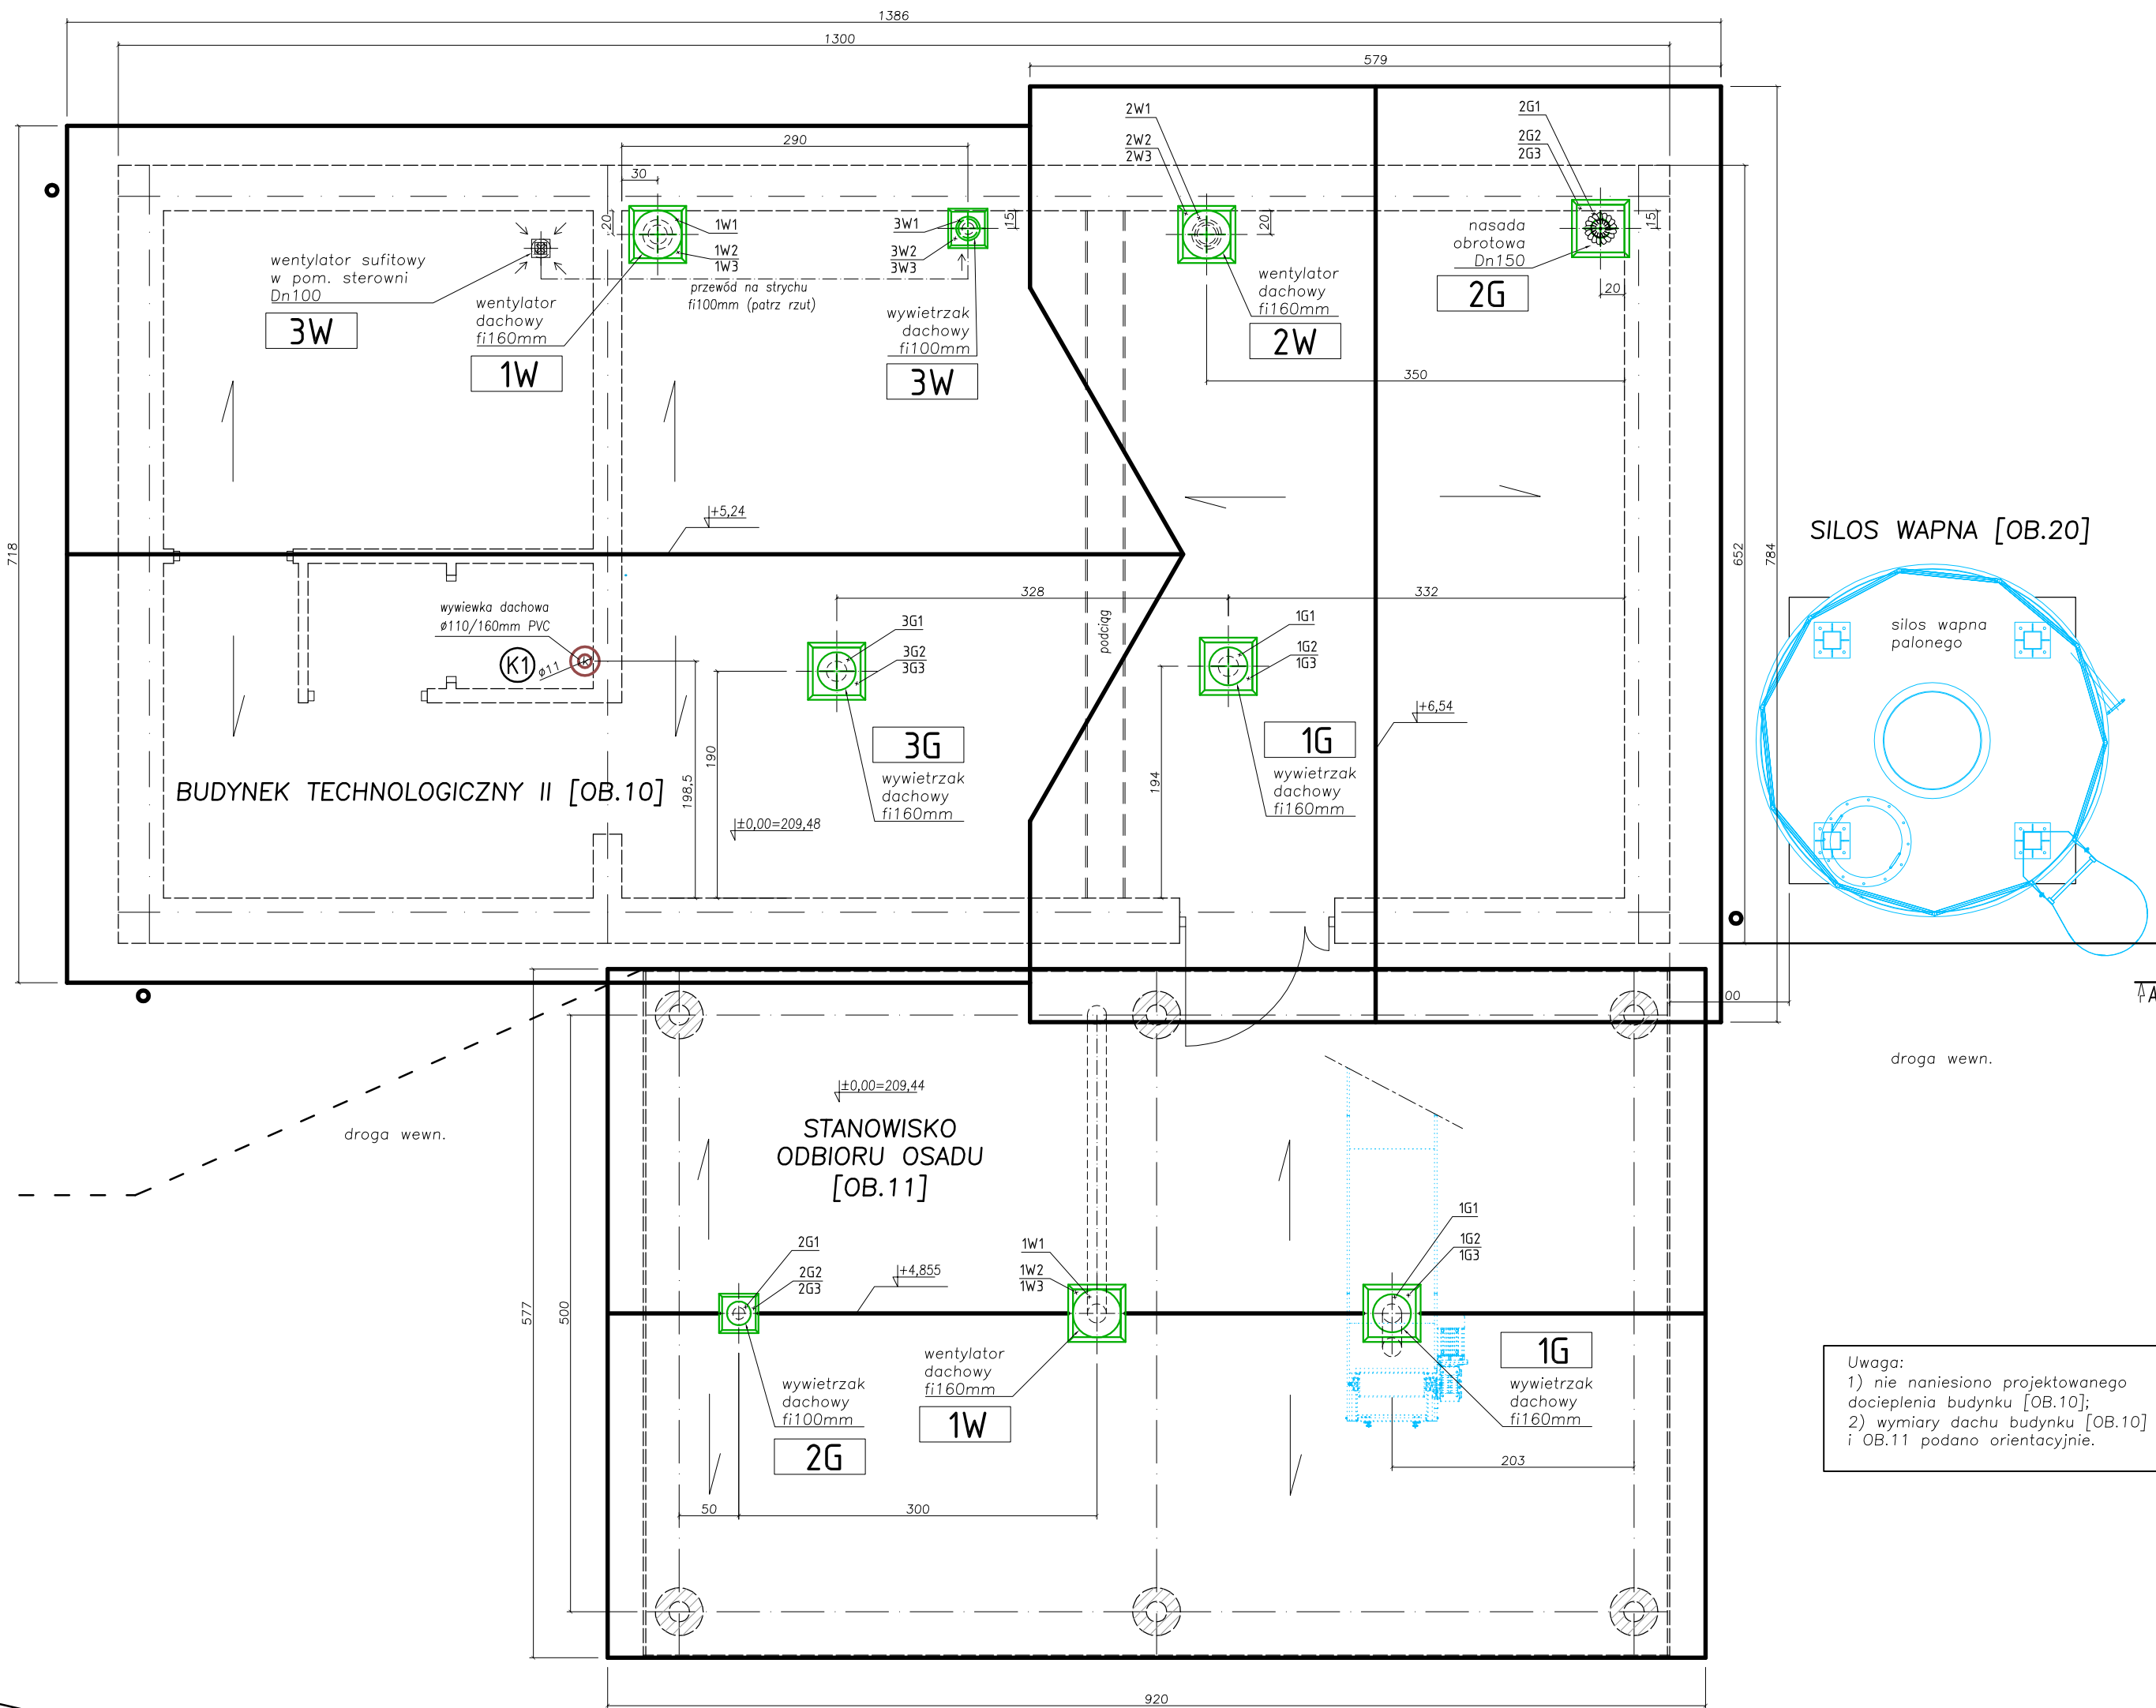 1386
1300
579
2W1
2W2
2W3
2G1
2G2
2G3
290
30
20
1W1
1W2
1W3
3W1
3W2
3W3
15
20
15
nasada
obrotowa
Dn150
2G
20
wentylator sufitowy
w pom. sterowni
Dn100
3W
wentylator
dachowy
fi160mm
1W
przewód na strychu
fi100mm (patrz rzut)
wywietrzak
dachowy
fi100mm
3W
wentylator
dachowy
fi160mm
2W
350
718
+5,24
652
784
SILOS WAPNA [OB.20]
silos wapna
palonego
328
332
wywiewka dachowa
ø110/160mm PVC
K1
ø11
K
3G1
3G2
3G3
podciąg
1G1
1G2
1G3
+6,54
3G
wywietrzak
dachowy
fi160mm
1G
wywietrzak
dachowy
fi160mm
198,5
190
194
BUDYNEK TECHNOLOGICZNY II [OB.10]
±0,00=209,48
00
A
droga wewn.
droga wewn.
±0,00=209,44
STANOWISKO
ODBIORU OSADU
[OB.11]
577
500
2G1
2G2
2G3
+4,855
1W1
1W2
1W3
1G1
1G2
1G3
wywietrzak
dachowy
fi100mm
2G
wentylator
dachowy
fi160mm
1W
1G
wywietrzak
dachowy
fi160mm
203
50
300
920
Uwaga:
1) nie naniesiono projektowanego
docieplenia budynku [OB.10];
2) wymiary dachu budynku [OB.10]
i OB.11 podano orientacyjnie.